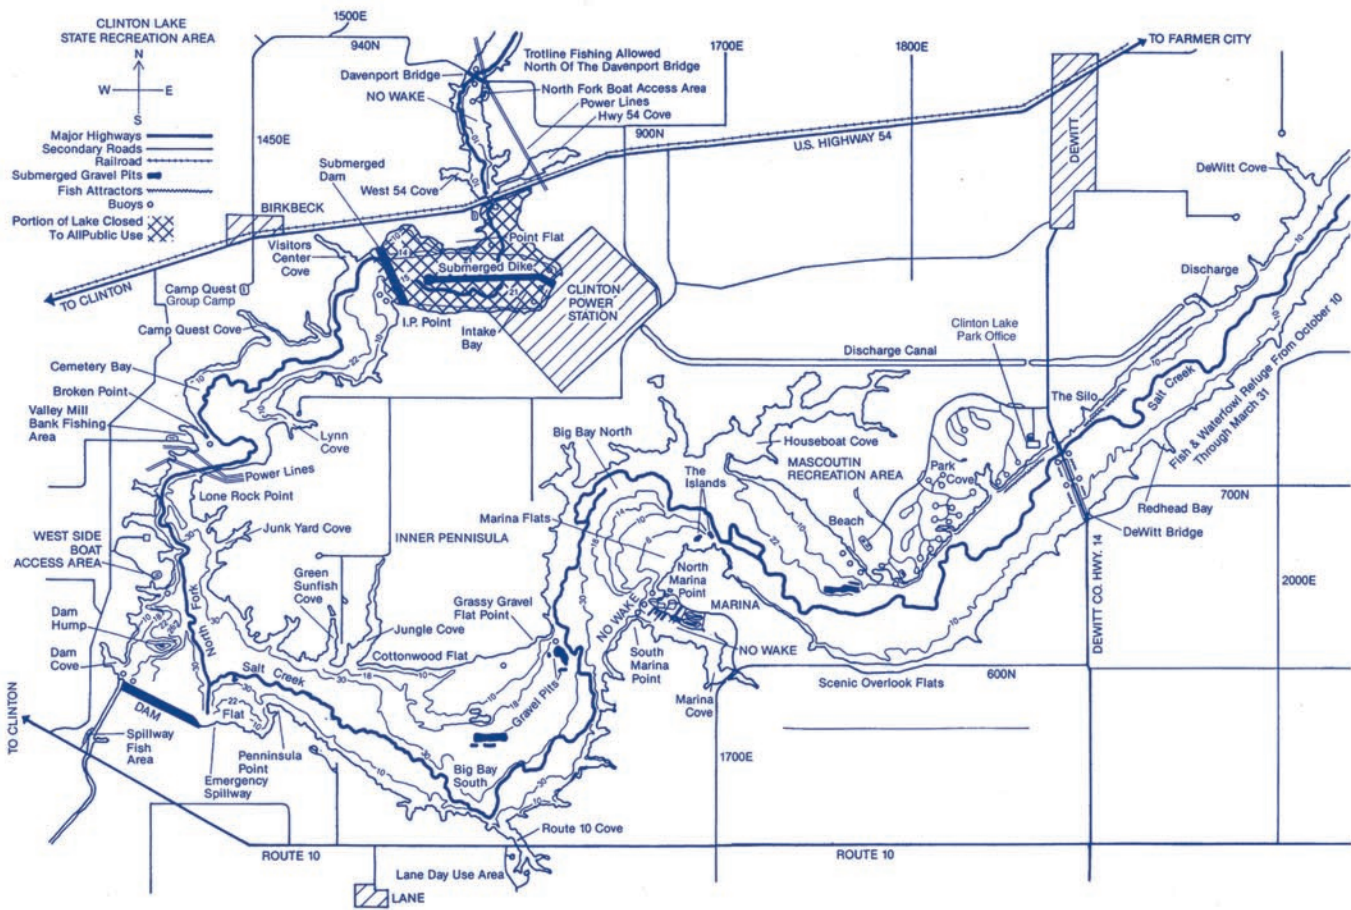 CLINTON LAKE
STATE RECREATION AREA
N
W
E
S
Major Highways
Secondary Roads
Railroad
Submerged Gravel Pits
Fish Attractors
Buoys
Portion of Lake Closed
To AllPublic Use
1500E
940N
1450E
Davenport Bridge
NO WAKE
Trotline Fishing Allowed
North Of The Davenport Bridge
North Fork Boat Access Area
Power Lines
Hwy 54 Cove
900N
1700E
1800E
TO FARMER CITY
U.S. HIGHWAY 54
DEWITT
DeWitt Cove
Submerged
Dam
West 54 Cove
BIRKBECK
Visitors
Center
Cove
Point Flat
Submerged Dike
CLINTON
POWER
STATION
I.P. Point
Intake
Bay
TO CLINTON
Camp Quest
Group Camp
Camp Quest Cove
Cemetery Bay
Broken Point
Valley Mill
Bank Fishing
Area
Lynn
Cove
Power Lines
Lone Rock Point
Discharge
Discharge Canal
Clinton Lake
Park Office
The Silo
Salt Creek
Fish & Waterfowl Refuge From October 10
Through March 31
Big Bay North
Houseboat Cove
MASCOUTIN
RECREATION AREA
The
Islands
Park
Cove
Beach
Redhead Bay
700N
DeWitt Bridge
2000E
DEWITT CO. HWY. 14
Junk Yard Cove
WEST SIDE
BOAT
ACCESS AREA
INNER PENNISULA
Marina Flats
Green
Sunfish
Cove
Grassy Gravel
Flat Point
North
Marina
Point
MARINA
NO WAKE
NO WAKE
Dam
Hump
North Fork
Dam
Cove
Jungle Cove
Cottonwood Flat
South
Marina
Point
Marina
Cove
Scenic Overlook Flats
600N
Salt
Creek
Gravel Pits
DAM
Flat
TO CLINTON
Spillway
Fish
Area
Penninsula
Point
Emergency
Spillway
Big Bay
South
1700E
Route 10 Cove
ROUTE 10
ROUTE 10
Lane Day Use Area
LANE